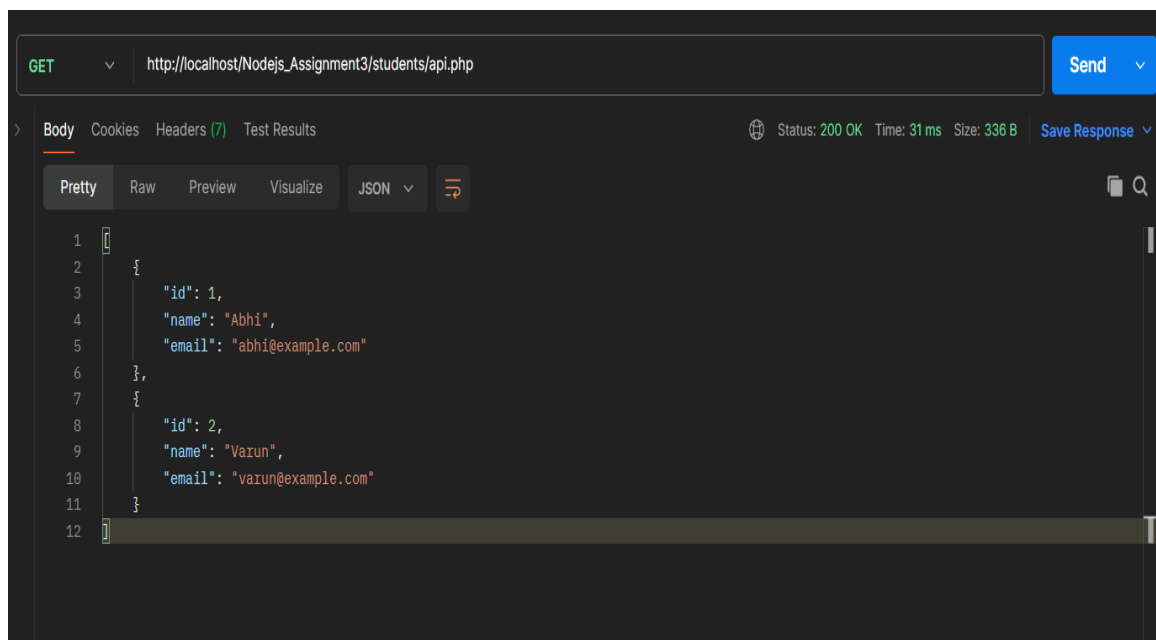 GET http://localhost/Nodejs_Assignment3/students/api.php Send
Body Cookies Headers (7) Test Results Status: 200 OK Time: 31 ms Size: 336 B Save Response
Pretty Raw Preview Visualize JSON
1 [
2 {
3 "id": 1,
4 "name": "Abhi",
5 "email": "abhi@example.com"
6 },
7 {
8 "id": 2,
9 "name": "Varun",
10 "email": "varun@example.com"
11 }
12 ]